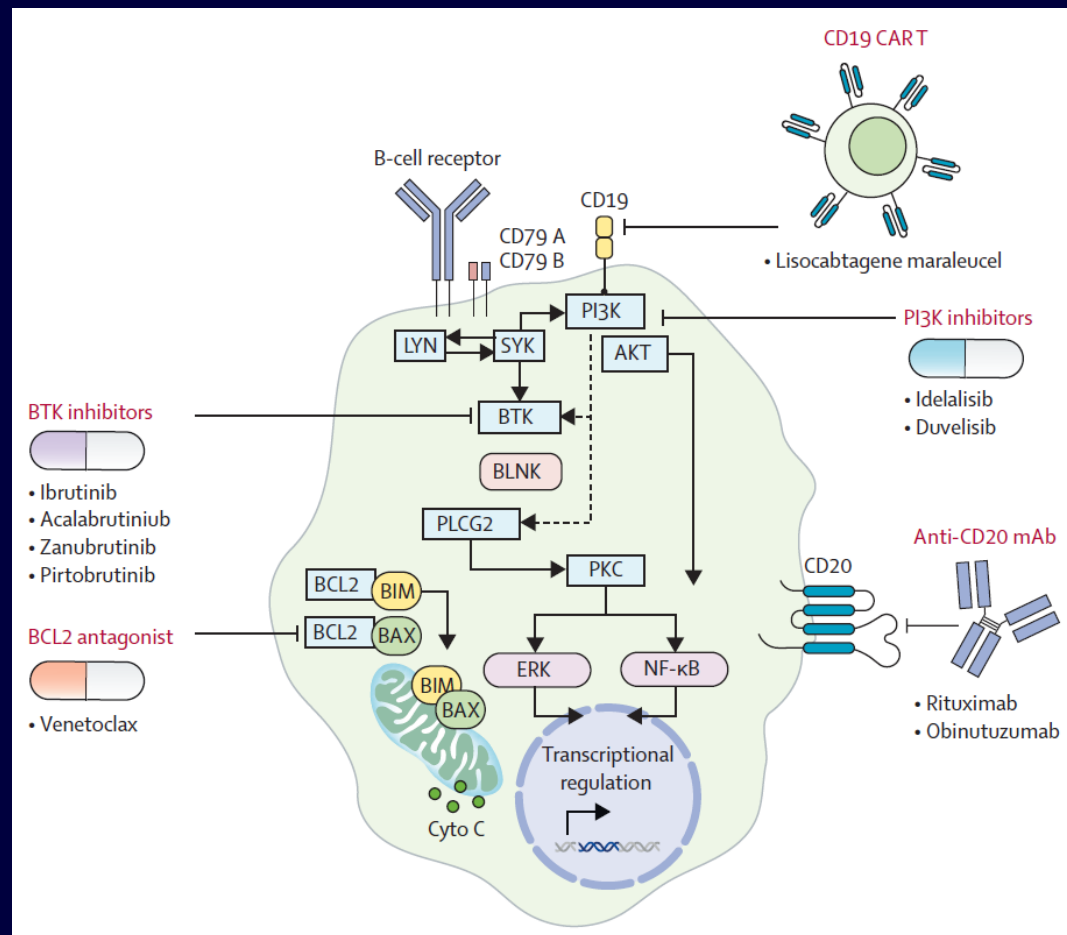 CD19 CAR T
B-cell receptor
CD19
CD79 A
CD79 B
• Lisocabtagene maraleucel
PI3K
PI3K inhibitors
LYN
SYK
AKT
• Idelalisib
• Duvelisib
BTK inhibitors
BTK
• Ibrutinib
• Acalabrutiniub
• Zanubrutinib
• Pirtobrutinib
BLNK
PLCG2
Anti-CD20 mAb
CD20
PKC
BCL2
BIM
BCL2 antagonist
BCL2
BAX
ERK
NF-κB
BIM
BAX
• Venetoclax
• Rituximab
• Obinutuzumab
Transcriptional
regulation
Cyto C